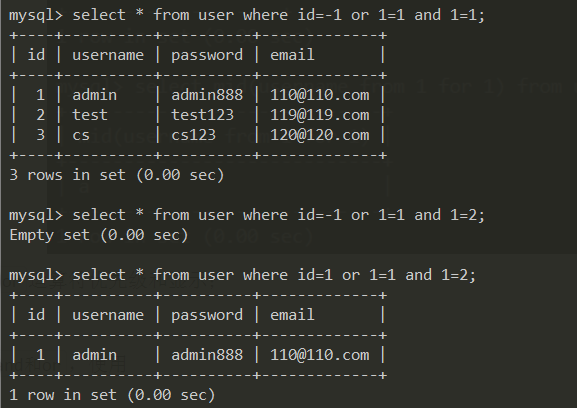 mysql> select * from user where id=-1 or 1=1 and 1=1;
+----+----------+----------+-------------+
| id | username | password | email       |
+----+----------+----------+-------------+
|  1 | admin    | admin888 | 110@110.com |
|  2 | test     | test123  | 119@119.com |
|  3 | cs       | cs123    | 120@120.com |
+----+----------+----------+-------------+
3 rows in set (0.00 sec)
mysql> select * from user where id=-1 or 1=1 and 1=2;
Empty set (0.00 sec)
mysql> select * from user where id=1 or 1=1 and 1=2;
+----+----------+----------+-------------+
| id | username | password | email       |
+----+----------+----------+-------------+
|  1 | admin    | admin888 | 110@110.com |
+----+----------+----------+-------------+
1 row in set (0.00 sec)